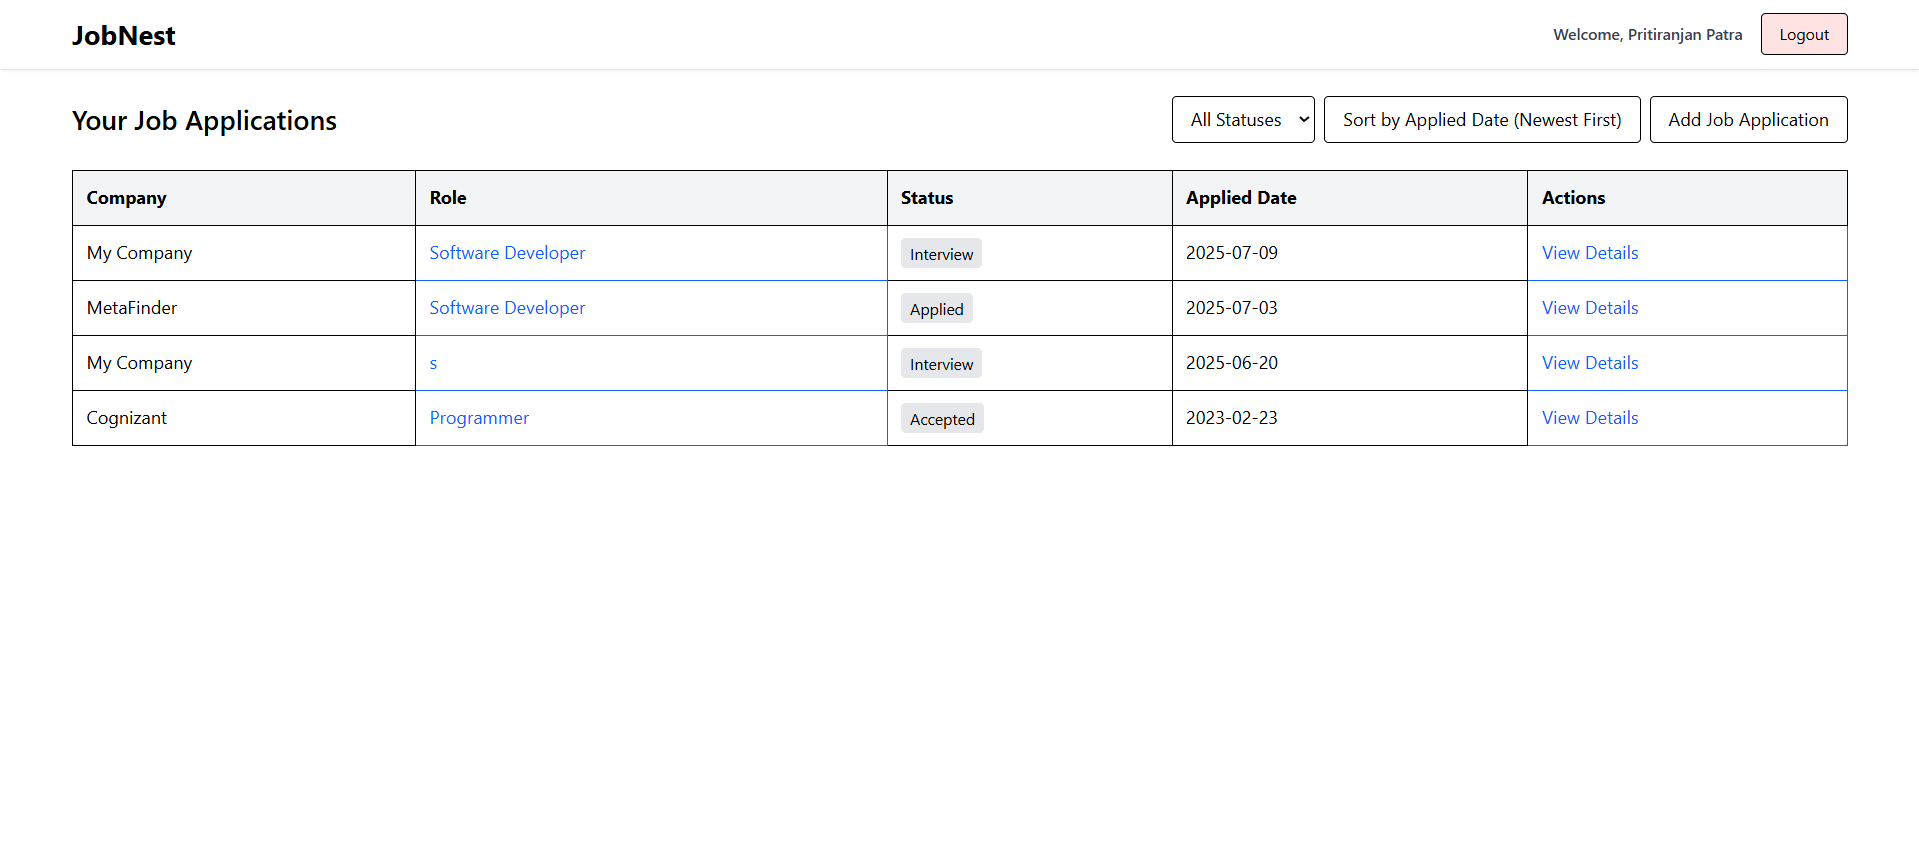 JobNest Welcome, Pritiranjan Patra Logout
Your Job Applications All Statuses Sort by Applied Date (Newest First) Add Job Application
Company Role Status Applied Date Actions
My Company Software Developer Interview 2025-07-09 View Details
MetaFinder Software Developer Applied 2025-07-03 View Details
My Company s Interview 2025-06-20 View Details
Cognizant Programmer Accepted 2023-02-23 View Details